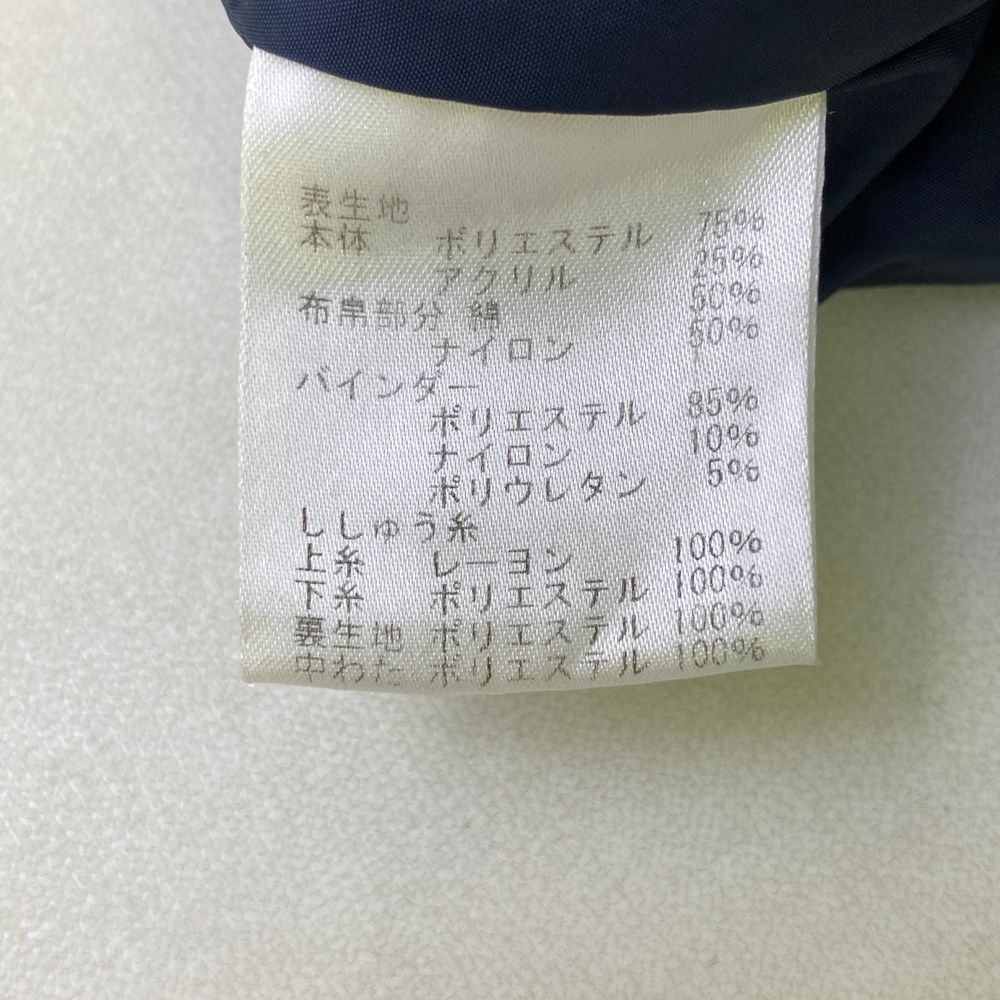 表生地
本体 ポリエステル 75%
アクリル 25%
布帛部分 綿 50%
ナイロン 50%
バインダー
ポリエステル 85%
ナイロン 10%
ポリウレタン 5%
ししゅう糸
上糸 レーヨン 100%
下糸 ポリエステル 100%
裏生地 ポリエステル 100%
中わた ポリエステル 100%